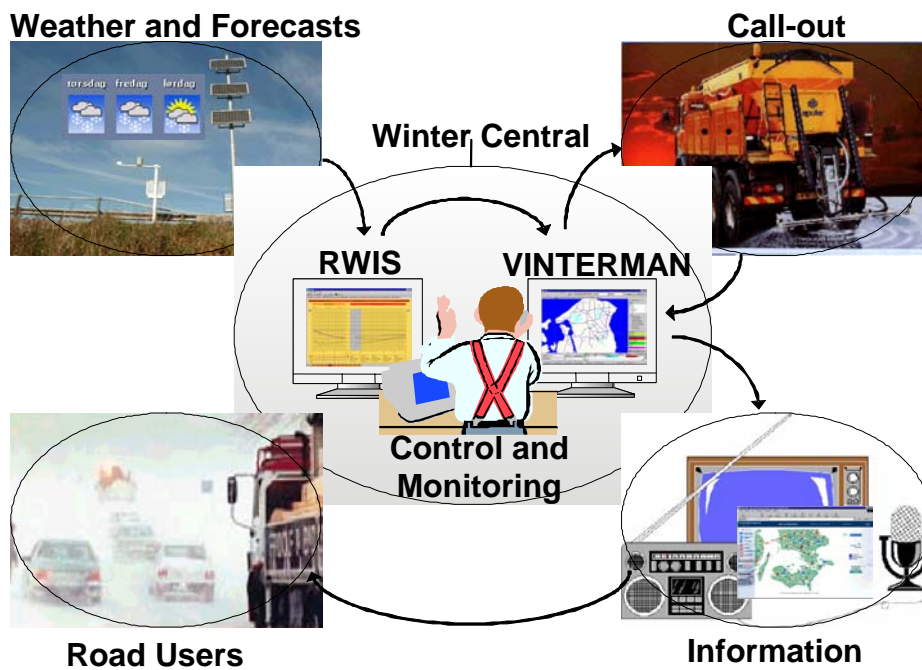 Weather and Forecasts
Call-out
torsdag fredag lørdag
Winter Central
RWIS
VINTERMAN
Control and
Monitoring
Road Users
Information